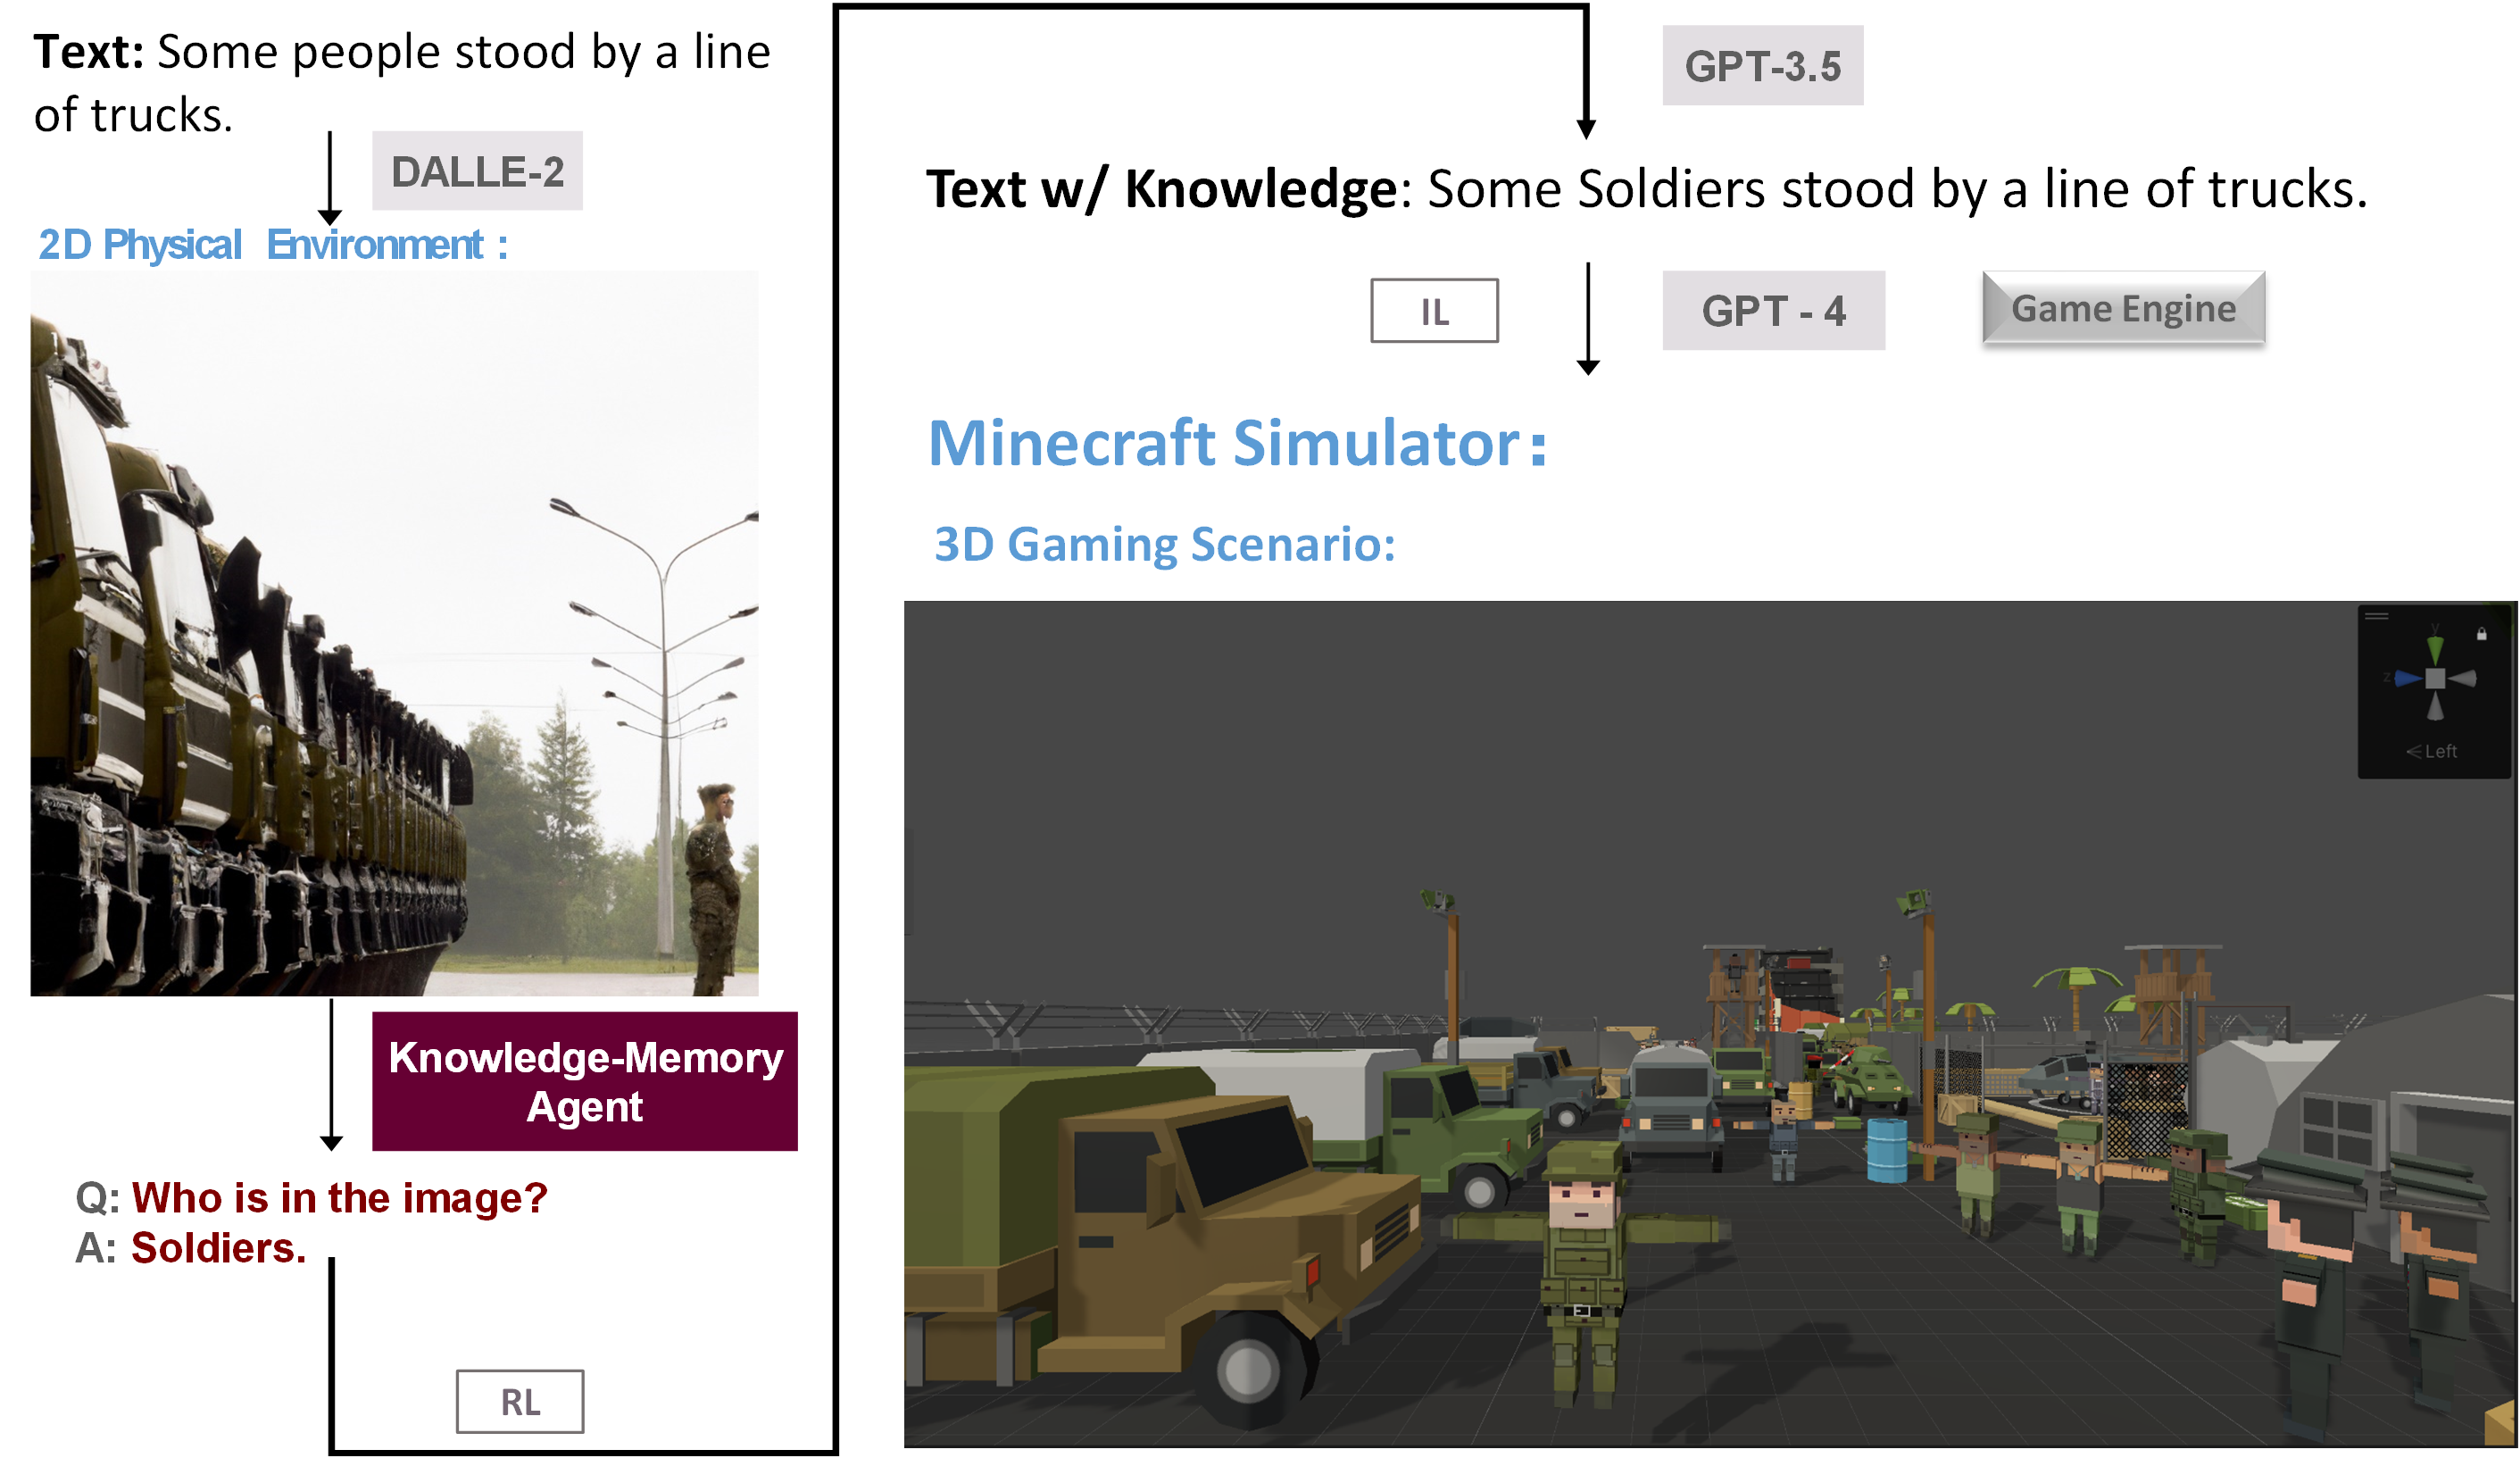 Text: Some people stood by a line
of trucks.
DALLE-2
2D Physical Environment :
Knowledge-Memory
Agent
Q: Who is in the image?
A: Soldiers.
RL
GPT-3.5
Text w/ Knowledge: Some Soldiers stood by a line of trucks.
IL
GPT - 4
Game Engine
Minecraft Simulator:
3D Gaming Scenario:
y
z
< Left